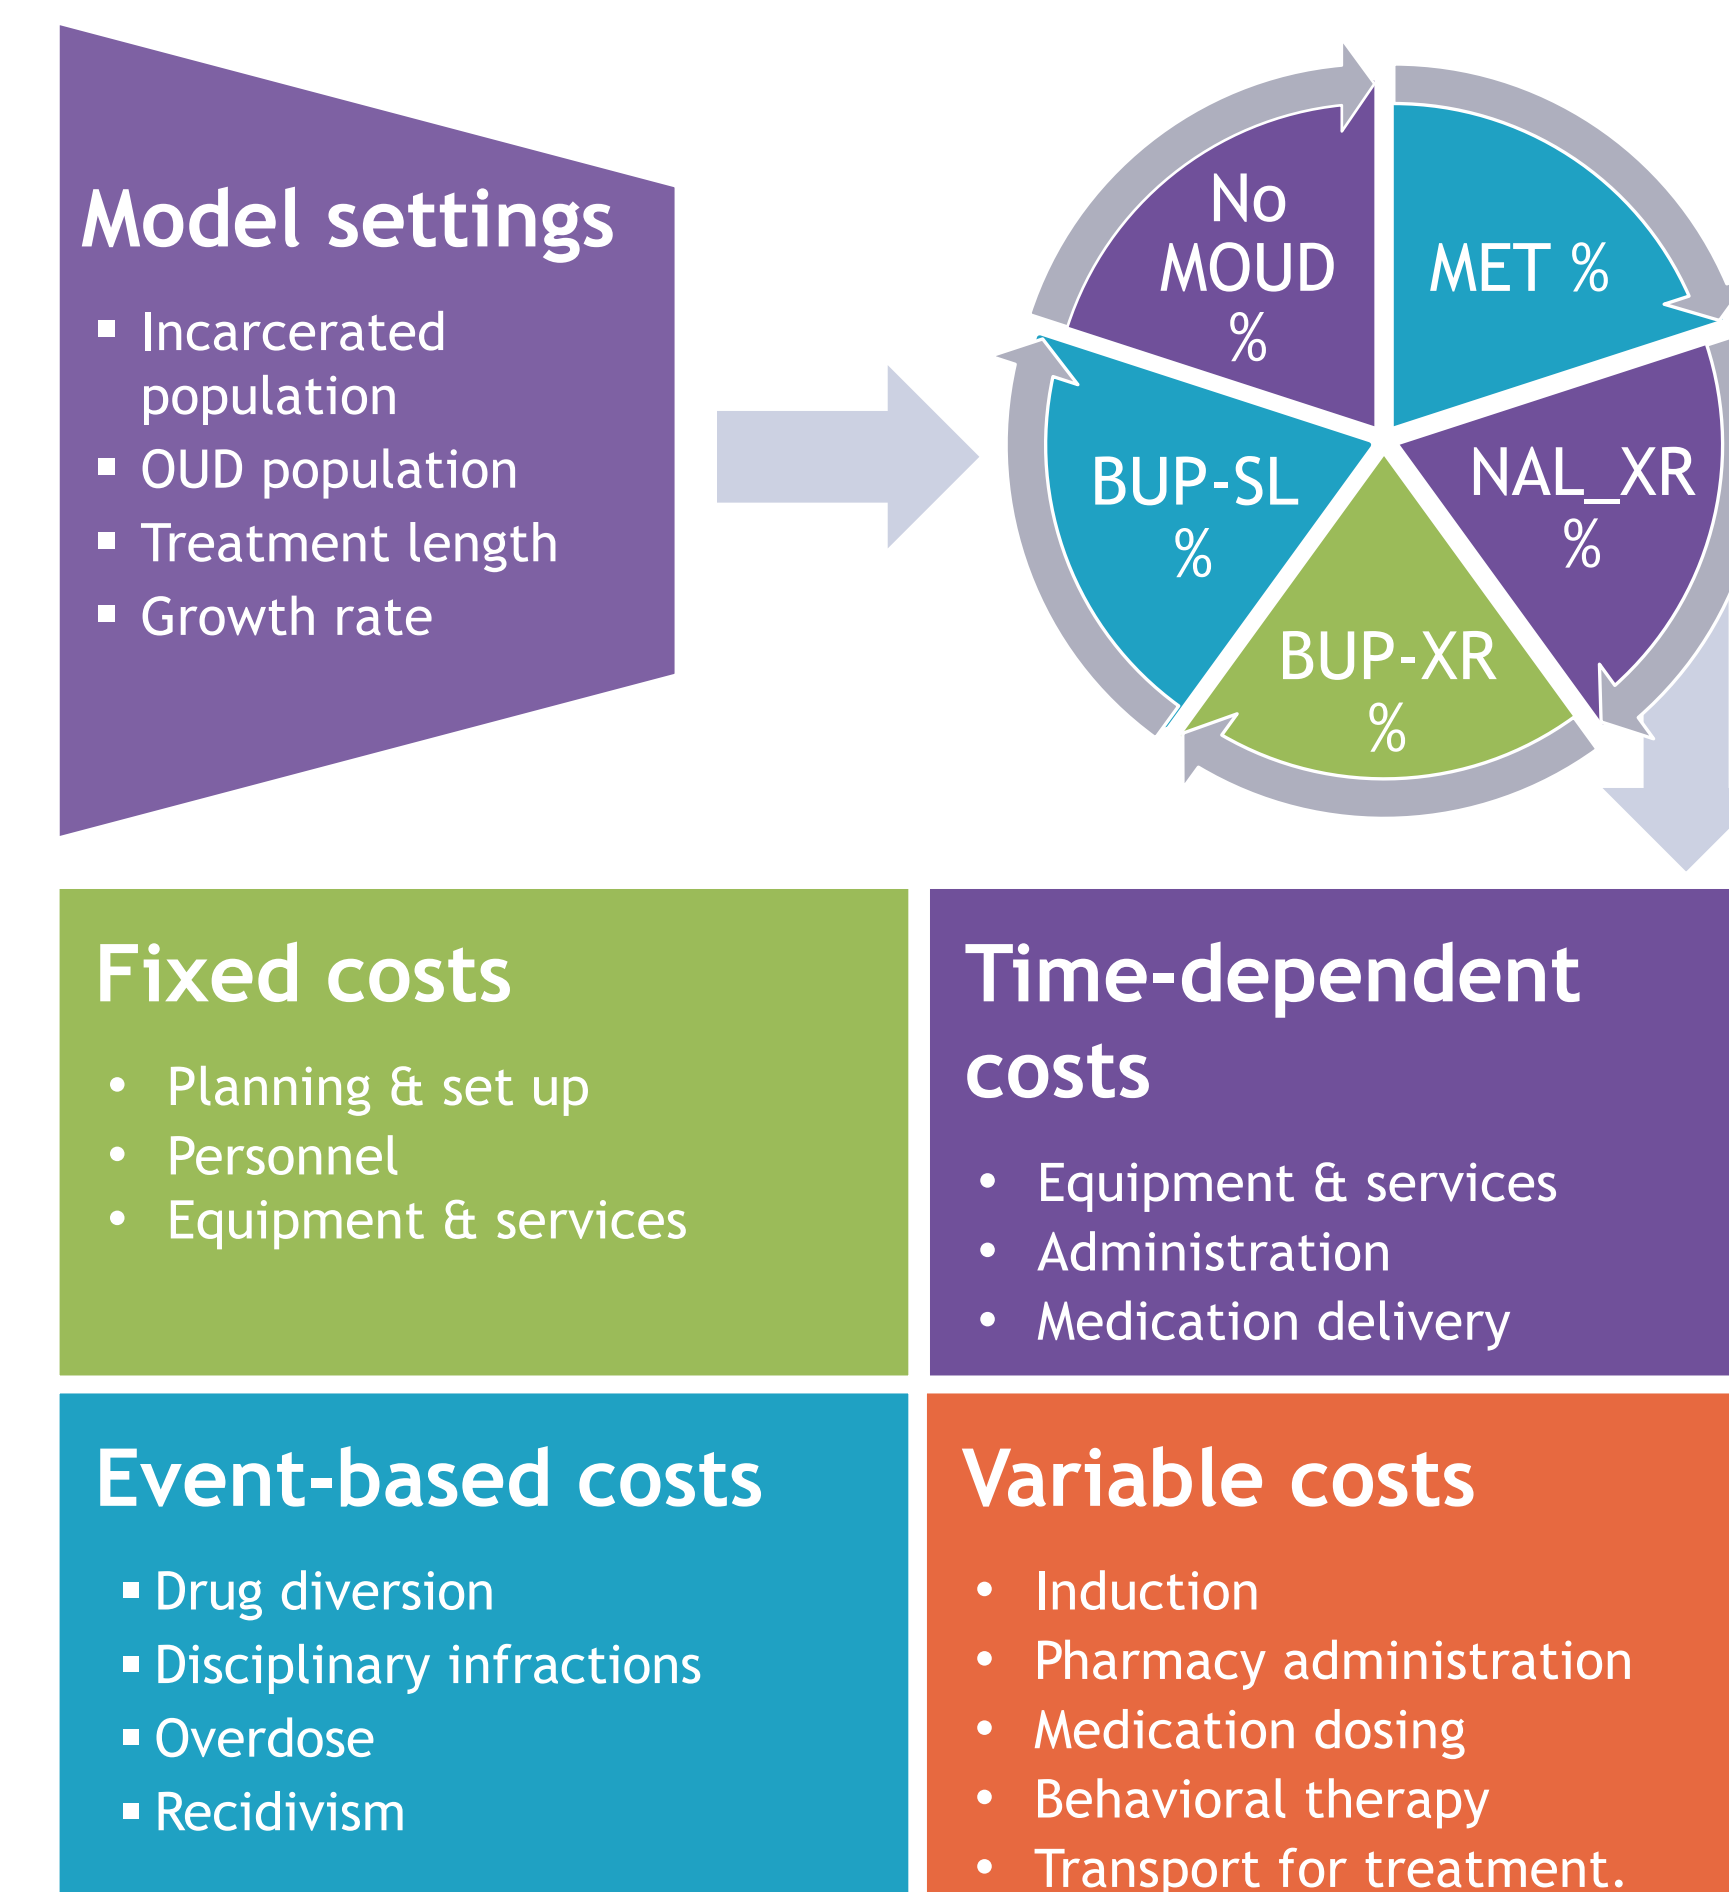 Model settings
▪ Incarcerated
population
▪ OUD population
▪ Treatment length
▪ Growth rate
No
MOUD
%
MET %
BUP-SL
%
NAL_XR
%
BUP-XR
%
Fixed costs
• Planning & set up
• Personnel
• Equipment & services
Time-dependent
costs
• Equipment & services
• Administration
• Medication delivery
Event-based costs
▪ Drug diversion
▪ Disciplinary infractions
▪ Overdose
▪ Recidivism
Variable costs
• Induction
• Pharmacy administration
• Medication dosing
• Behavioral therapy
• Transport for treatment.